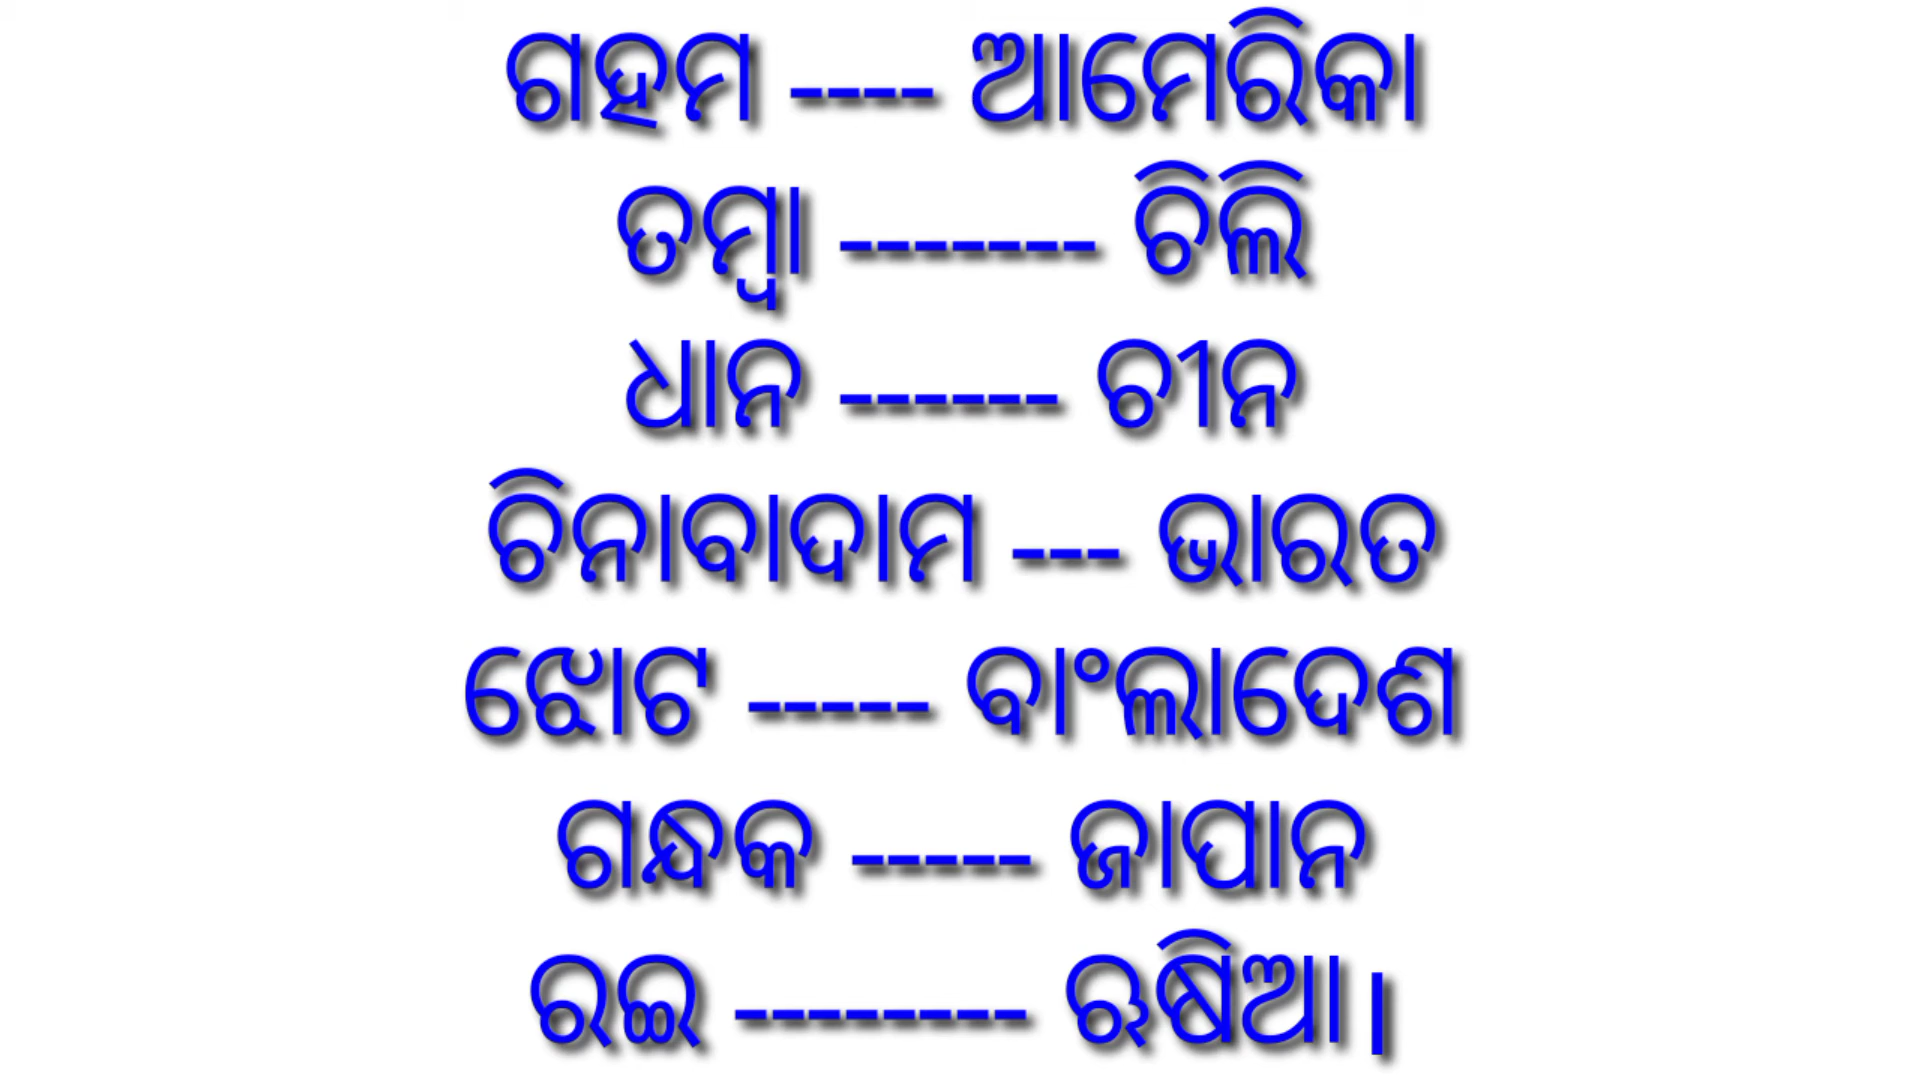 ଗହମ ---- ଆମେରିକା
ତମ୍ବା ------- ଚିଲି
ଧାନ ------ ଚୀନ
ଚିନାବାଦାମ --- ଭାରତ
ଝୋଟ ----- ବାଂଲାଦେଶ
ଗନ୍ଧକ ----- ଜାପାନ
ରଇ -------- ଋଷିଆ।